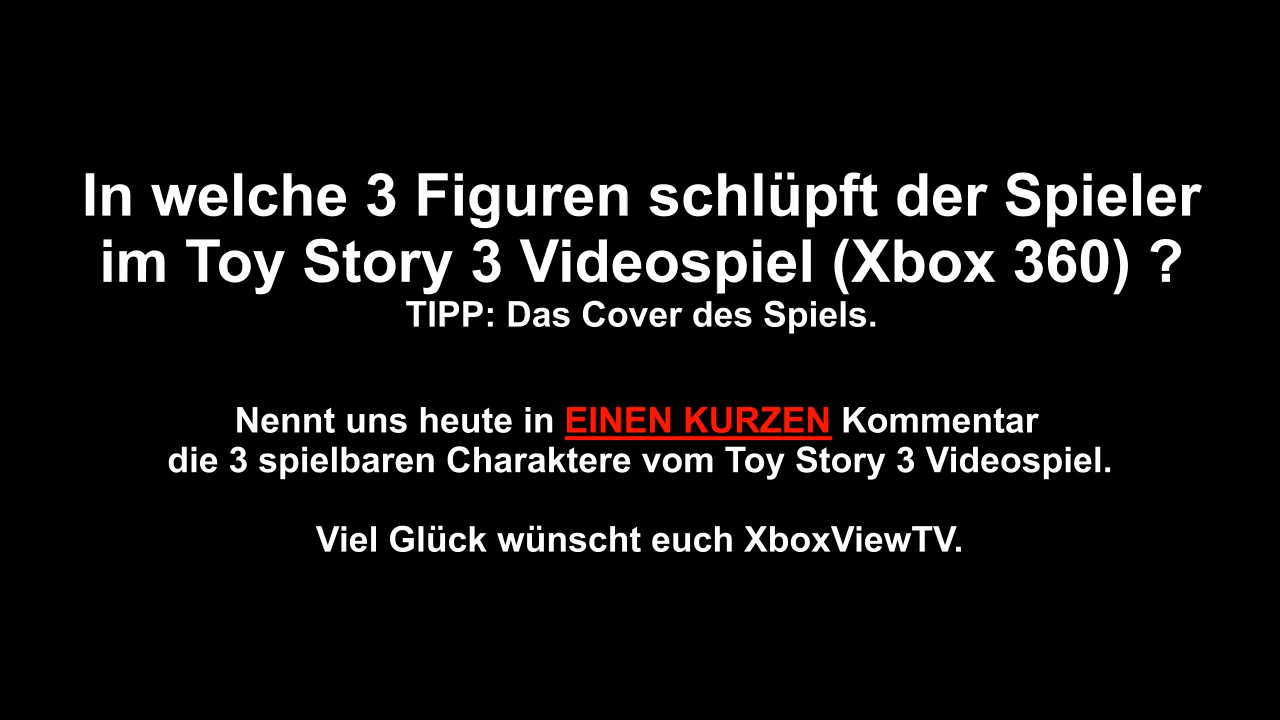 In welche 3 Figuren schlüpft der Spieler
im Toy Story 3 Videospiel (Xbox 360) ?
TIPP: Das Cover des Spiels.
Nennt uns heute in EINEN KURZEN Kommentar
die 3 spielbaren Charaktere vom Toy Story 3 Videospiel.
Viel Glück wünscht euch XboxViewTV.